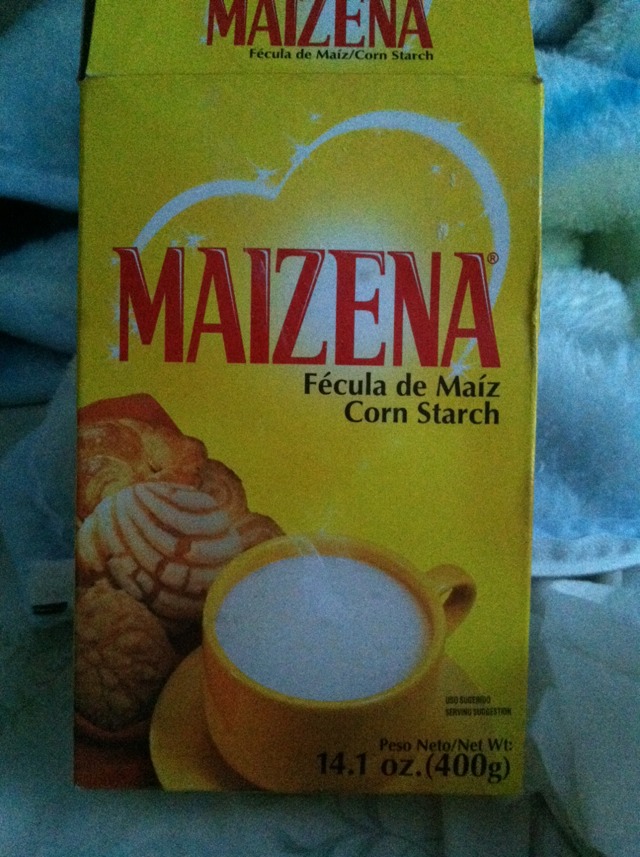 MAIZENA
Fécula de Maíz/Corn Starch
MAIZENA®
Fécula de Maíz
Corn Starch
USO SUGERIDO
SERVING SUGGESTION
Peso Neto/Net Wt:
14.1 oz.(400g)